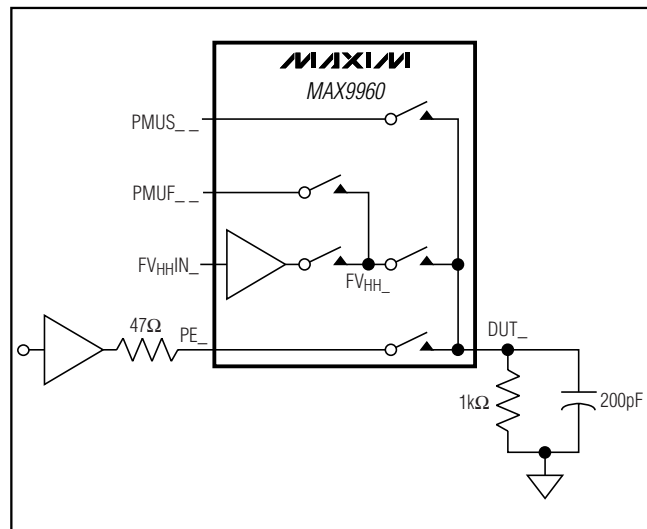 MAXIM
MAX9960
PMUS_ _
PMUF_ _
FVHHIN_
FVHH_
47Ω
PE_
DUT_
1kΩ
200pF